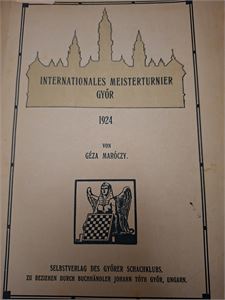 INTERNATIONALES MEISTERTURNIER
GYŐR
1924
VON
GÉZA MARÓCZY.
SELBSTVERLAG DES GYŐRER SCHACHKLUBS.
ZU BEZIEHEN DURCH BUCHHÄNDLER JOHANN TÓTH GYŐR, UNGARN.